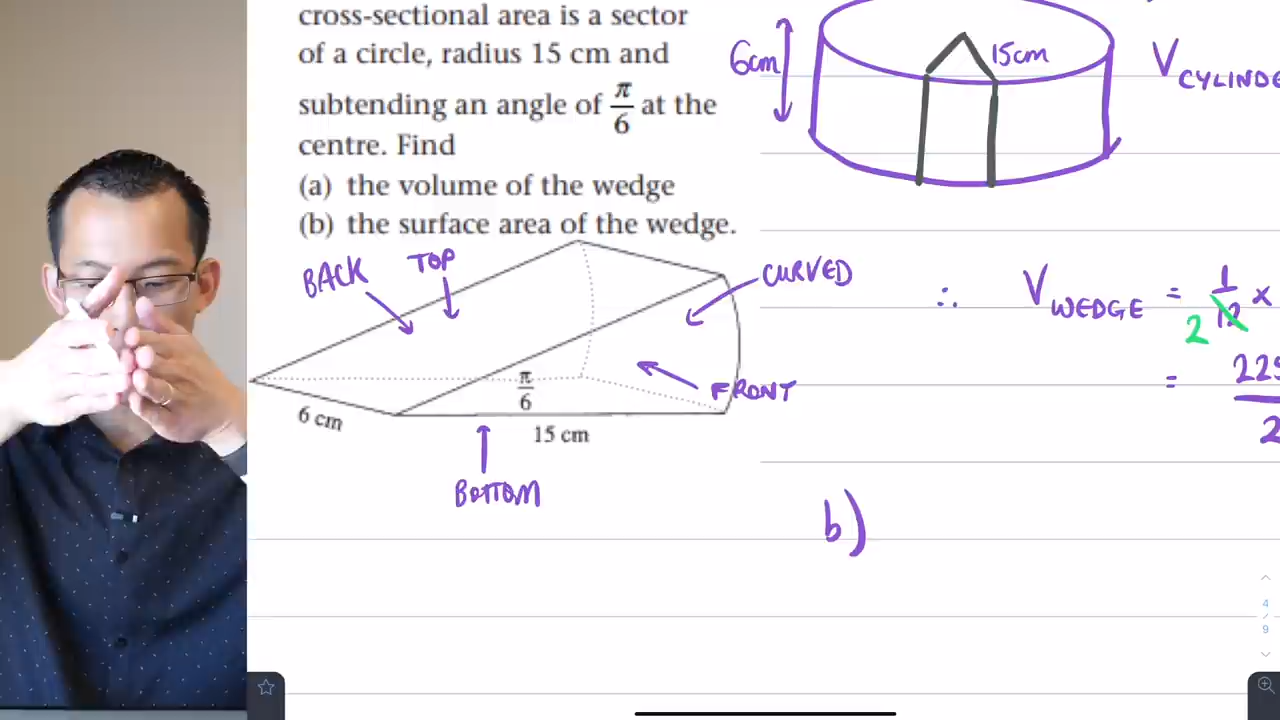 cross-sectional area is a sector
of a circle, radius 15 cm and
subtending an angle of π/6 at the
centre. Find
(a) the volume of the wedge
(b) the surface area of the wedge.
BACK
TOP
CURVED
FRONT
π/6
6 cm
15 cm
BOTTOM
6cm
15cm
V CYLINDE
∴ V WEDGE = 1/12 ×
2
= 225/2
b)
4
/
9